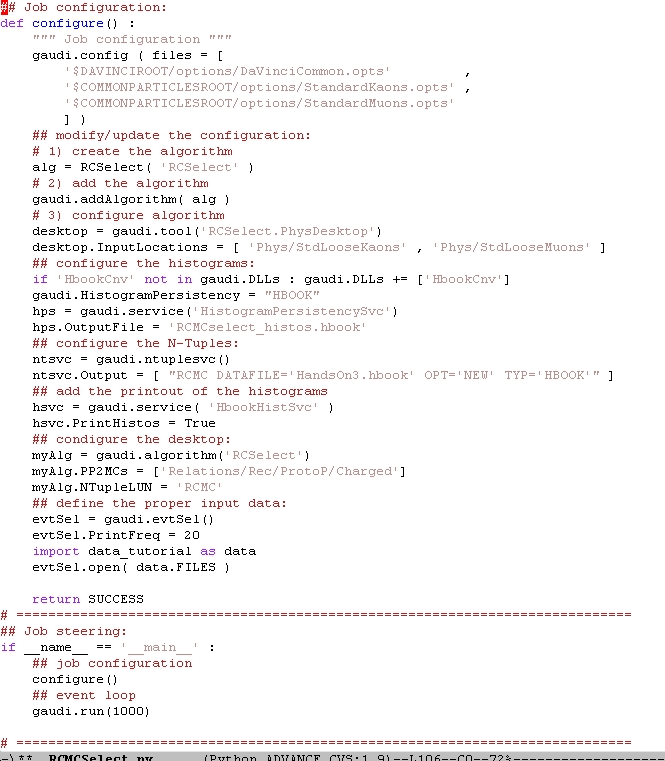 ## Job configuration:
def configure() :
    """ Job configuration """
    gaudi.config ( files = [
        '$DAVINCIROOT/options/DaVinciCommon.opts'         ,
        '$COMMONPARTICLESROOT/options/StandardKaons.opts' ,
        '$COMMONPARTICLESROOT/options/StandardMuons.opts'
        ] )
    ## modify/update the configuration:
    # 1) create the algorithm
    alg = RCSelect( 'RCSelect' )
    # 2) add the algorithm
    gaudi.addAlgorithm( alg )
    # 3) configure algorithm
    desktop = gaudi.tool('RCSelect.PhysDesktop')
    desktop.InputLocations = [ 'Phys/StdLooseKaons' , 'Phys/StdLooseMuons' ]
    ## configure the histograms:
    if 'HbookCnv' not in gaudi.DLLs : gaudi.DLLs += ['HbookCnv']
    gaudi.HistogramPersistency = "HBOOK"
    hps = gaudi.service('HistogramPersistencySvc')
    hps.OutputFile = 'RCMCselect_histos.hbook'
    ## configure the N-Tuples:
    ntsvc = gaudi.ntuplesvc()
    ntsvc.Output = [ "RCMC DATAFILE='HandsOn3.hbook' OPT='NEW' TYP='HBOOK'" ]
    ## add the printout of the histograms
    hsvc = gaudi.service( 'HbookHistSvc' )
    hsvc.PrintHistos = True
    ## condigure the desktop:
    myAlg = gaudi.algorithm('RCSelect')
    myAlg.PP2MCs = ['Relations/Rec/ProtoP/Charged']
    myAlg.NTupleLUN = 'RCMC'
    ## define the proper input data:
    evtSel = gaudi.evtSel()
    evtSel.PrintFreq = 20
    import data_tutorial as data
    evtSel.open( data.FILES )

    return SUCCESS
# =============================================================================
## Job steering:
if __name__ == '__main__' :
    ## job configuration
    configure()
    ## event loop
    gaudi.run(1000)

# =============================================================================
-\** RCMCSelect.py (Python ADVANCE CVS:1.9)--L106--C0--72%-------------------